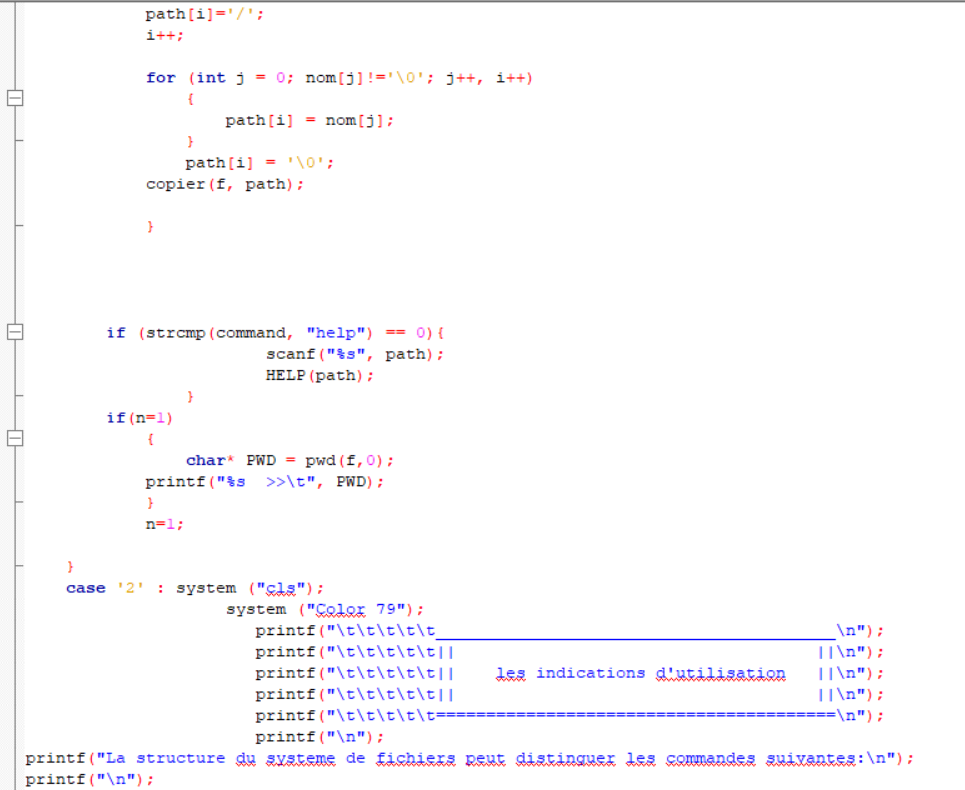 path[i]='/';
i++;
for (int j = 0; nom[j]!='\0'; j++, i++)
{
path[i] = nom[j];
}
path[i] = '\0';
copier(f, path);
}
if (strcmp(command, "help") == 0){
scanf("%s", path);
HELP(path);
}
if(n=1)
{
char* PWD = pwd(f,0);
printf("%s  >>\t", PWD);
}
n=1;
}
case '2' : system ("cls");
system ("Color 79");
printf("\t\t\t\t\t________________________________________\n");
printf("\t\t\t\t\t||                                    ||\n");
printf("\t\t\t\t\t||    les indications d'utilisation   ||\n");
printf("\t\t\t\t\t||                                    ||\n");
printf("\t\t\t\t\t========================================\n");
printf("\n");
printf("La structure du systeme de fichiers peut distinguer les commandes suivantes:\n");
printf("\n");